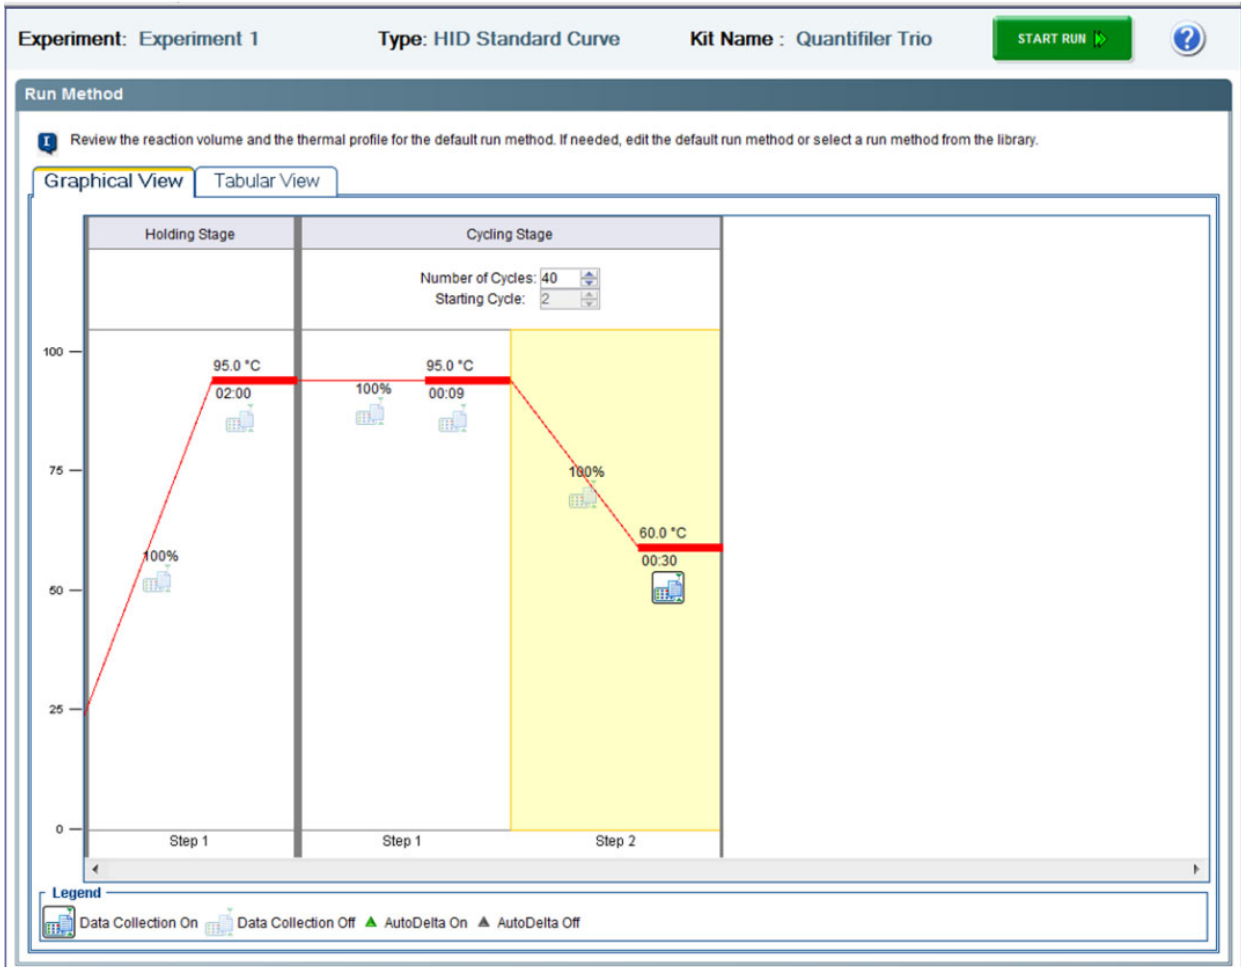 Experiment: Experiment 1 Type: HID Standard Curve Kit Name : Quantifiler Trio START RUN ?
Run Method
Review the reaction volume and the thermal profile for the default run method. If needed, edit the default run method or select a run method from the library.
Graphical View Tabular View
Holding Stage Cycling Stage
Number of Cycles: 40
Starting Cycle: 2
100
95.0 °C 95.0 °C
02:00 100% 00:09
75
100%
60.0 °C
100% 00:30
50
25
0
Step 1 Step 1 Step 2
Legend
Data Collection On Data Collection Off AutoDelta On AutoDelta Off